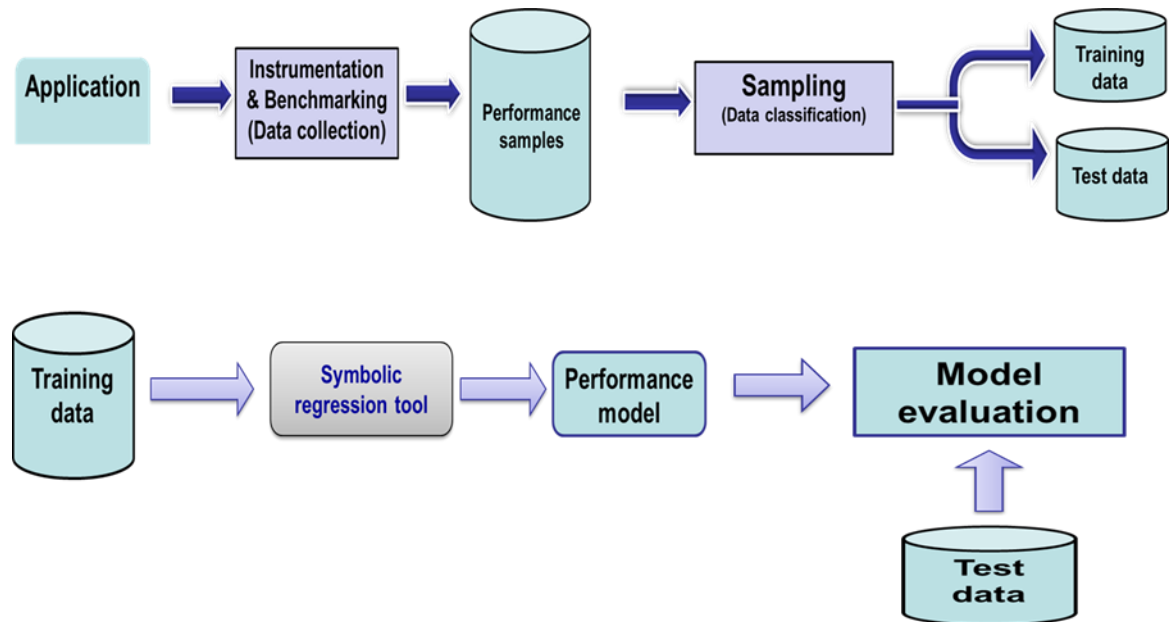 Application
Instrumentation
& Benchmarking
(Data collection)
Performance
samples
Sampling
(Data classification)
Training
data
Test data
Training
data
Symbolic
regression tool
Performance
model
Model
evaluation
Test
data